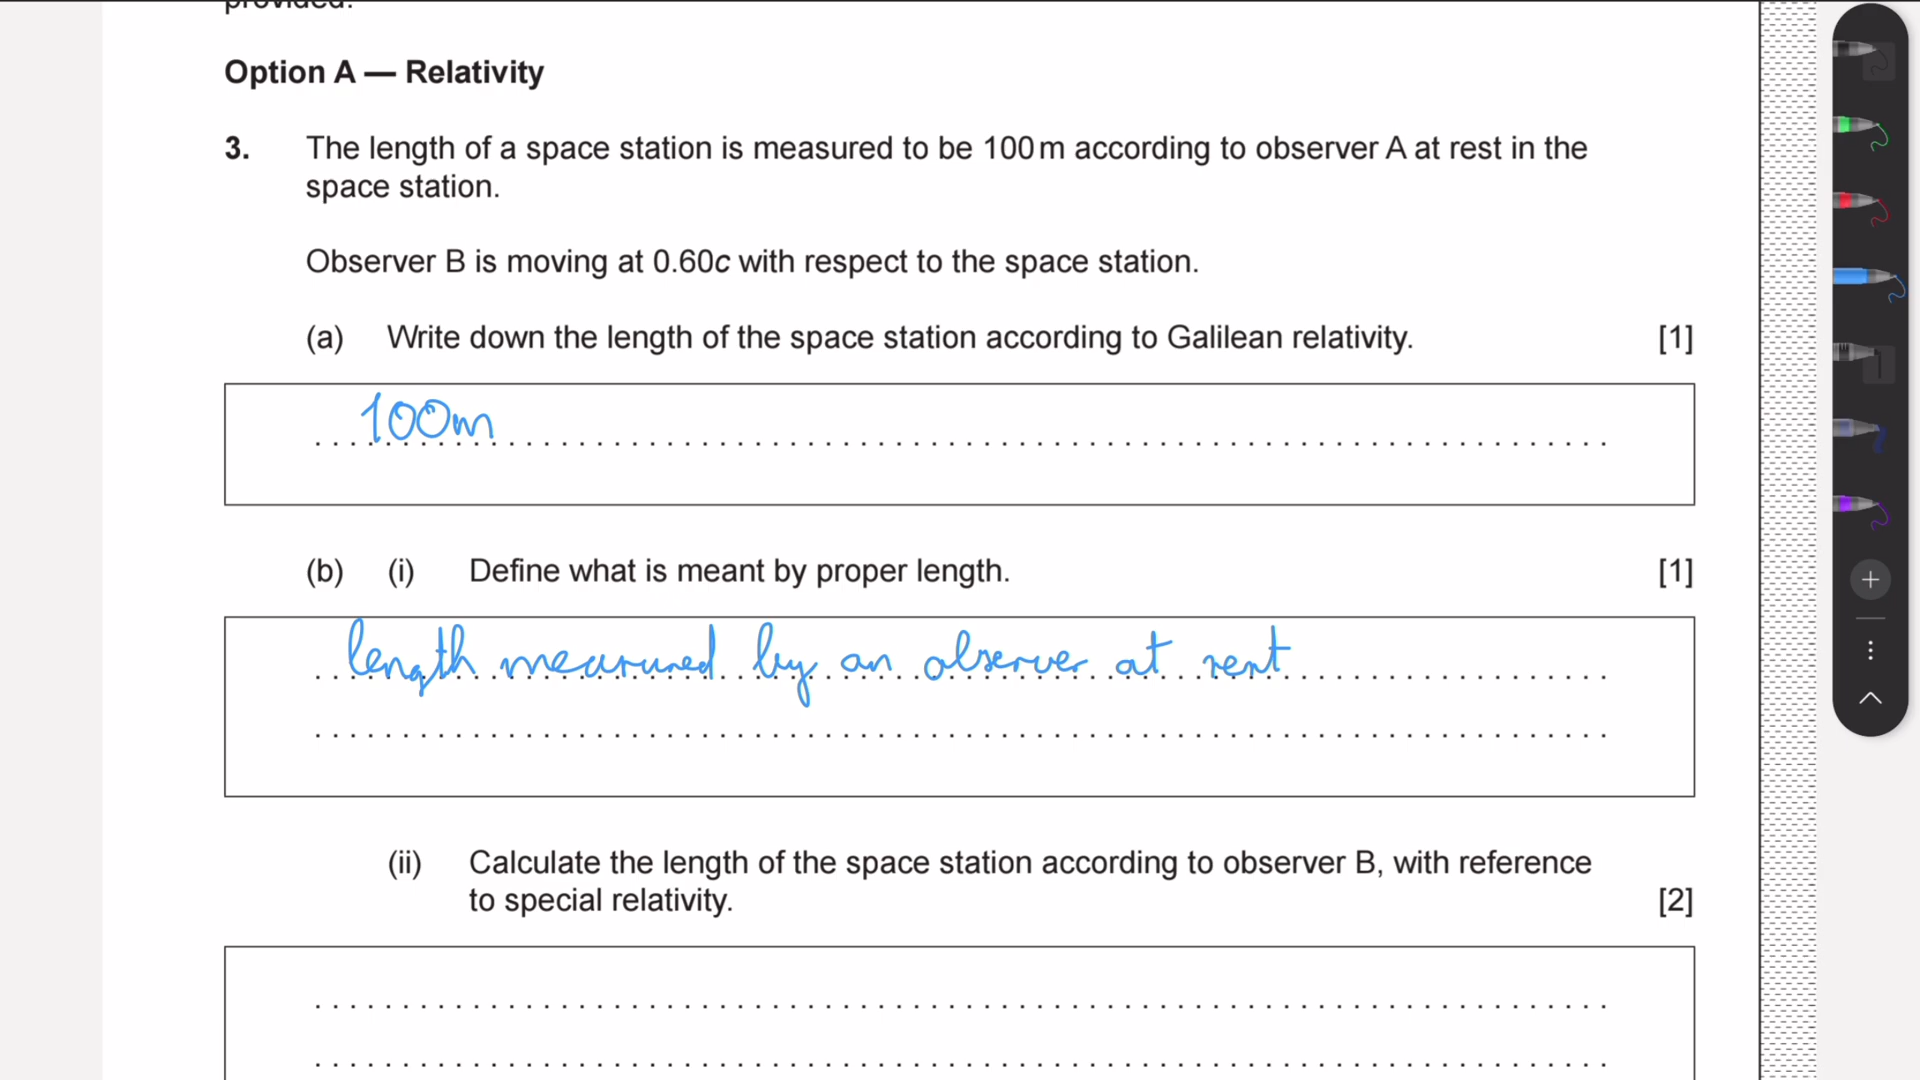 provided.
Option A — Relativity
3. The length of a space station is measured to be 100 m according to observer A at rest in the
space station.
Observer B is moving at 0.60c with respect to the space station.
(a) Write down the length of the space station according to Galilean relativity. [1]
100m
(b) (i) Define what is meant by proper length. [1]
length measured by an observer at rest
(ii) Calculate the length of the space station according to observer B, with reference
to special relativity. [2]